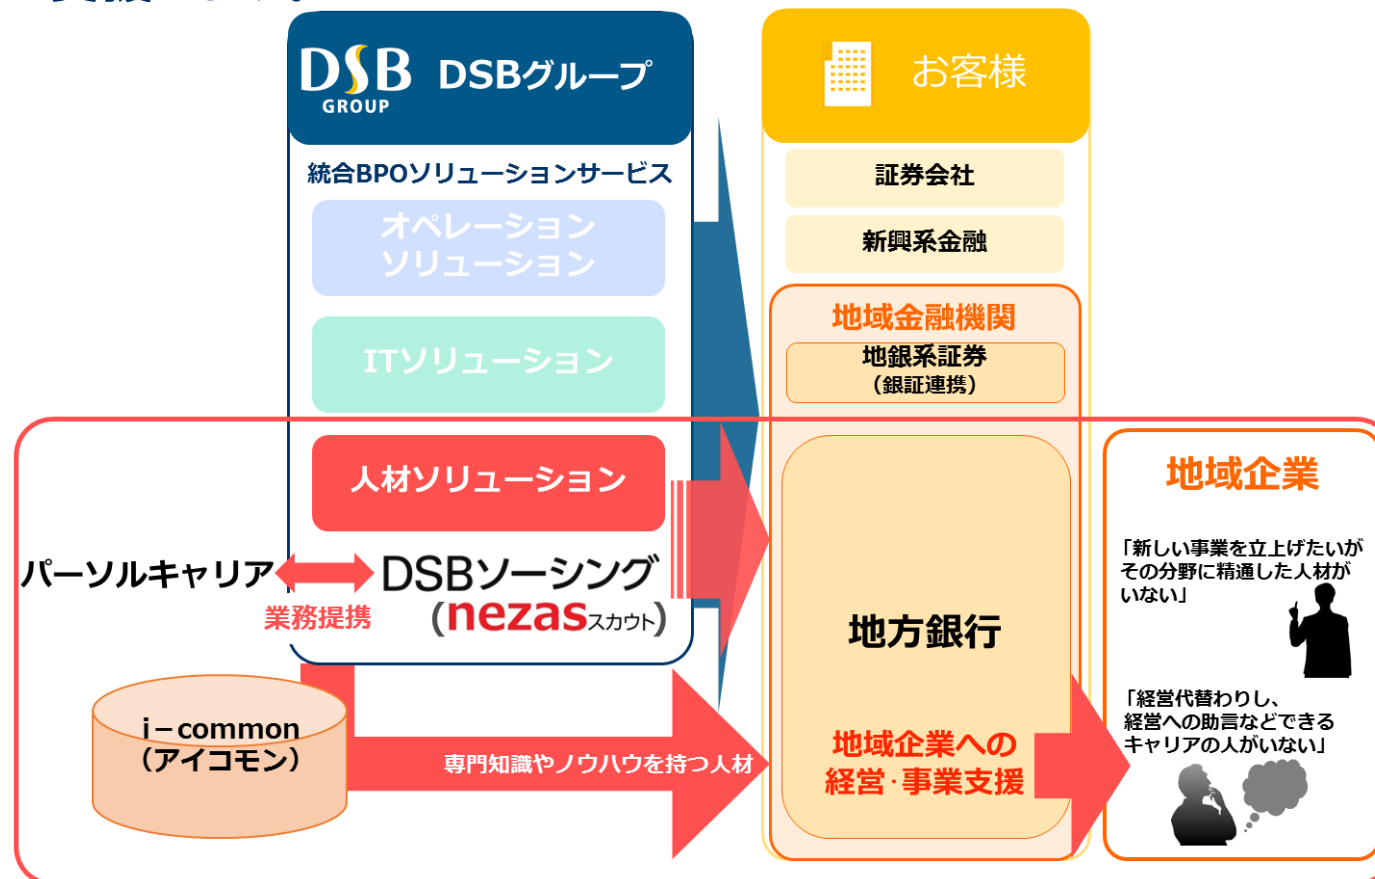 DSB
GROUP
DSBグループ
統合BPOソリューションサービス
オペレーション
ソリューション
ITソリューション
人材ソリューション
パーソルキャリア
業務提携
DSBソーシング
(nezasスカウト)
i－common
（アイコモン）
専門知識やノウハウを持つ人材
お客様
証券会社
新興系金融
地域金融機関
地銀系証券
（銀証連携）
地方銀行
地域企業への
経営･事業支援
地域企業
「新しい事業を立上げたいが
その分野に精通した人材が
いない」
「経営代替わりし、
経営への助言などできる
キャリアの人がいない」